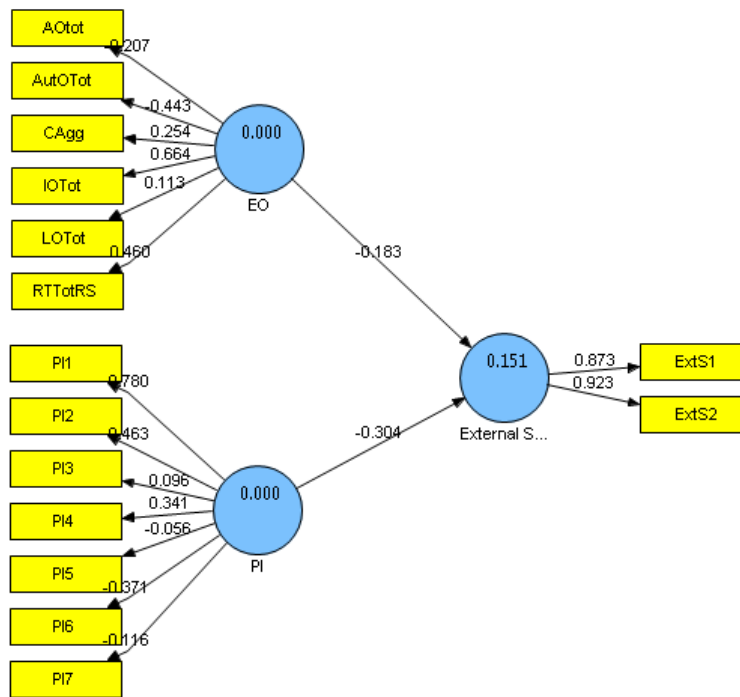 AOtot
-0.207
AutOTot
-0.443
CAgg
0.254
0.000
IOTot
0.664
LOTot
0.113
EO
RTTotRS
0.460
-0.183
PI1
0.780
0.151
0.873
ExtS1
PI2
0.463
0.923
ExtS2
External S...
-0.304
PI3
0.096
0.000
PI4
0.341
PI5
-0.056
PI
PI6
-0.371
PI7
-0.116